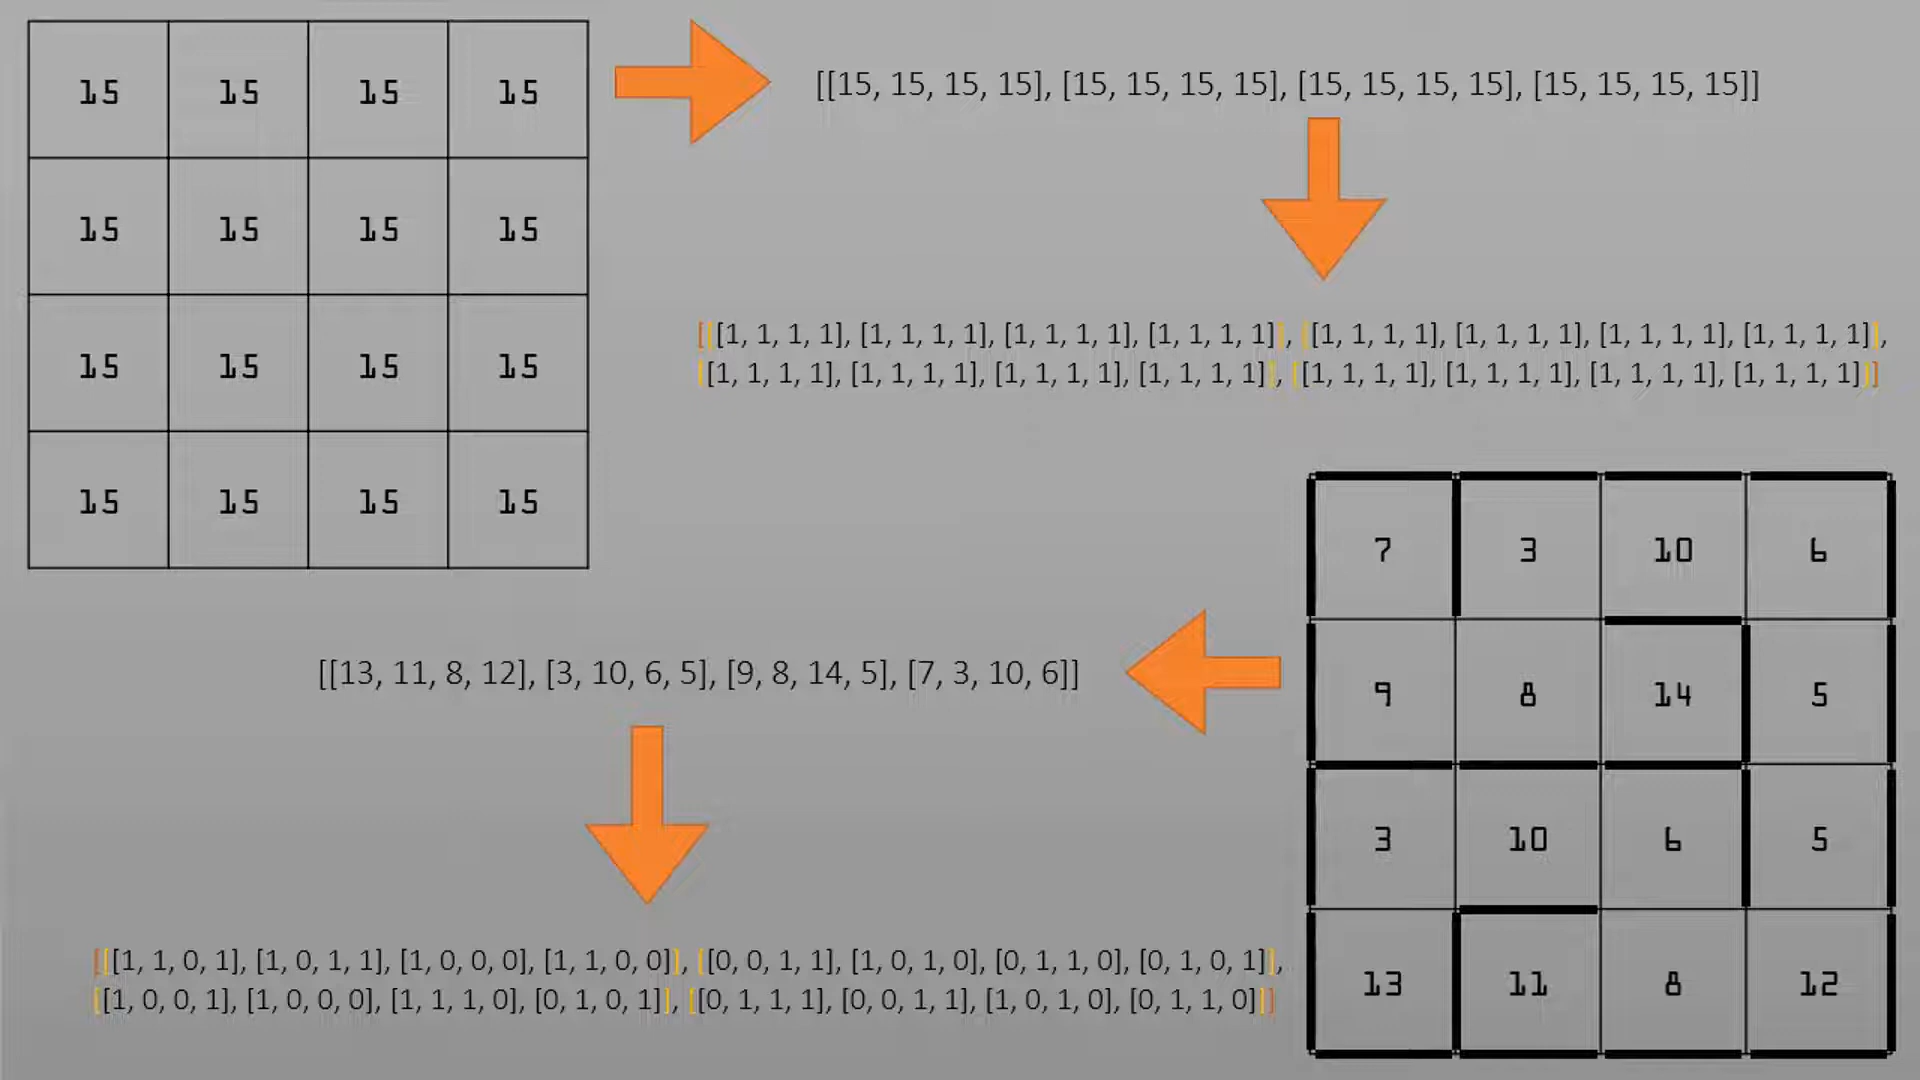 15 15 15 15
15 15 15 15
15 15 15 15
15 15 15 15
[[15, 15, 15, 15], [15, 15, 15, 15], [15, 15, 15, 15], [15, 15, 15, 15]]
[[[1, 1, 1, 1], [1, 1, 1, 1], [1, 1, 1, 1], [1, 1, 1, 1]], [[1, 1, 1, 1], [1, 1, 1, 1], [1, 1, 1, 1], [1, 1, 1, 1]],
[[1, 1, 1, 1], [1, 1, 1, 1], [1, 1, 1, 1], [1, 1, 1, 1]], [[1, 1, 1, 1], [1, 1, 1, 1], [1, 1, 1, 1], [1, 1, 1, 1]]]
7 3 10 6
9 8 14 5
3 10 6 5
13 11 8 12
[[13, 11, 8, 12], [3, 10, 6, 5], [9, 8, 14, 5], [7, 3, 10, 6]]
[[[1, 1, 0, 1], [1, 0, 1, 1], [1, 0, 0, 0], [1, 1, 0, 0]], [[0, 0, 1, 1], [1, 0, 1, 0], [0, 1, 1, 0], [0, 1, 0, 1]],
[[1, 0, 0, 1], [1, 0, 0, 0], [1, 1, 1, 0], [0, 1, 0, 1]], [[0, 1, 1, 1], [0, 0, 1, 1], [1, 0, 1, 0], [0, 1, 1, 0]]]